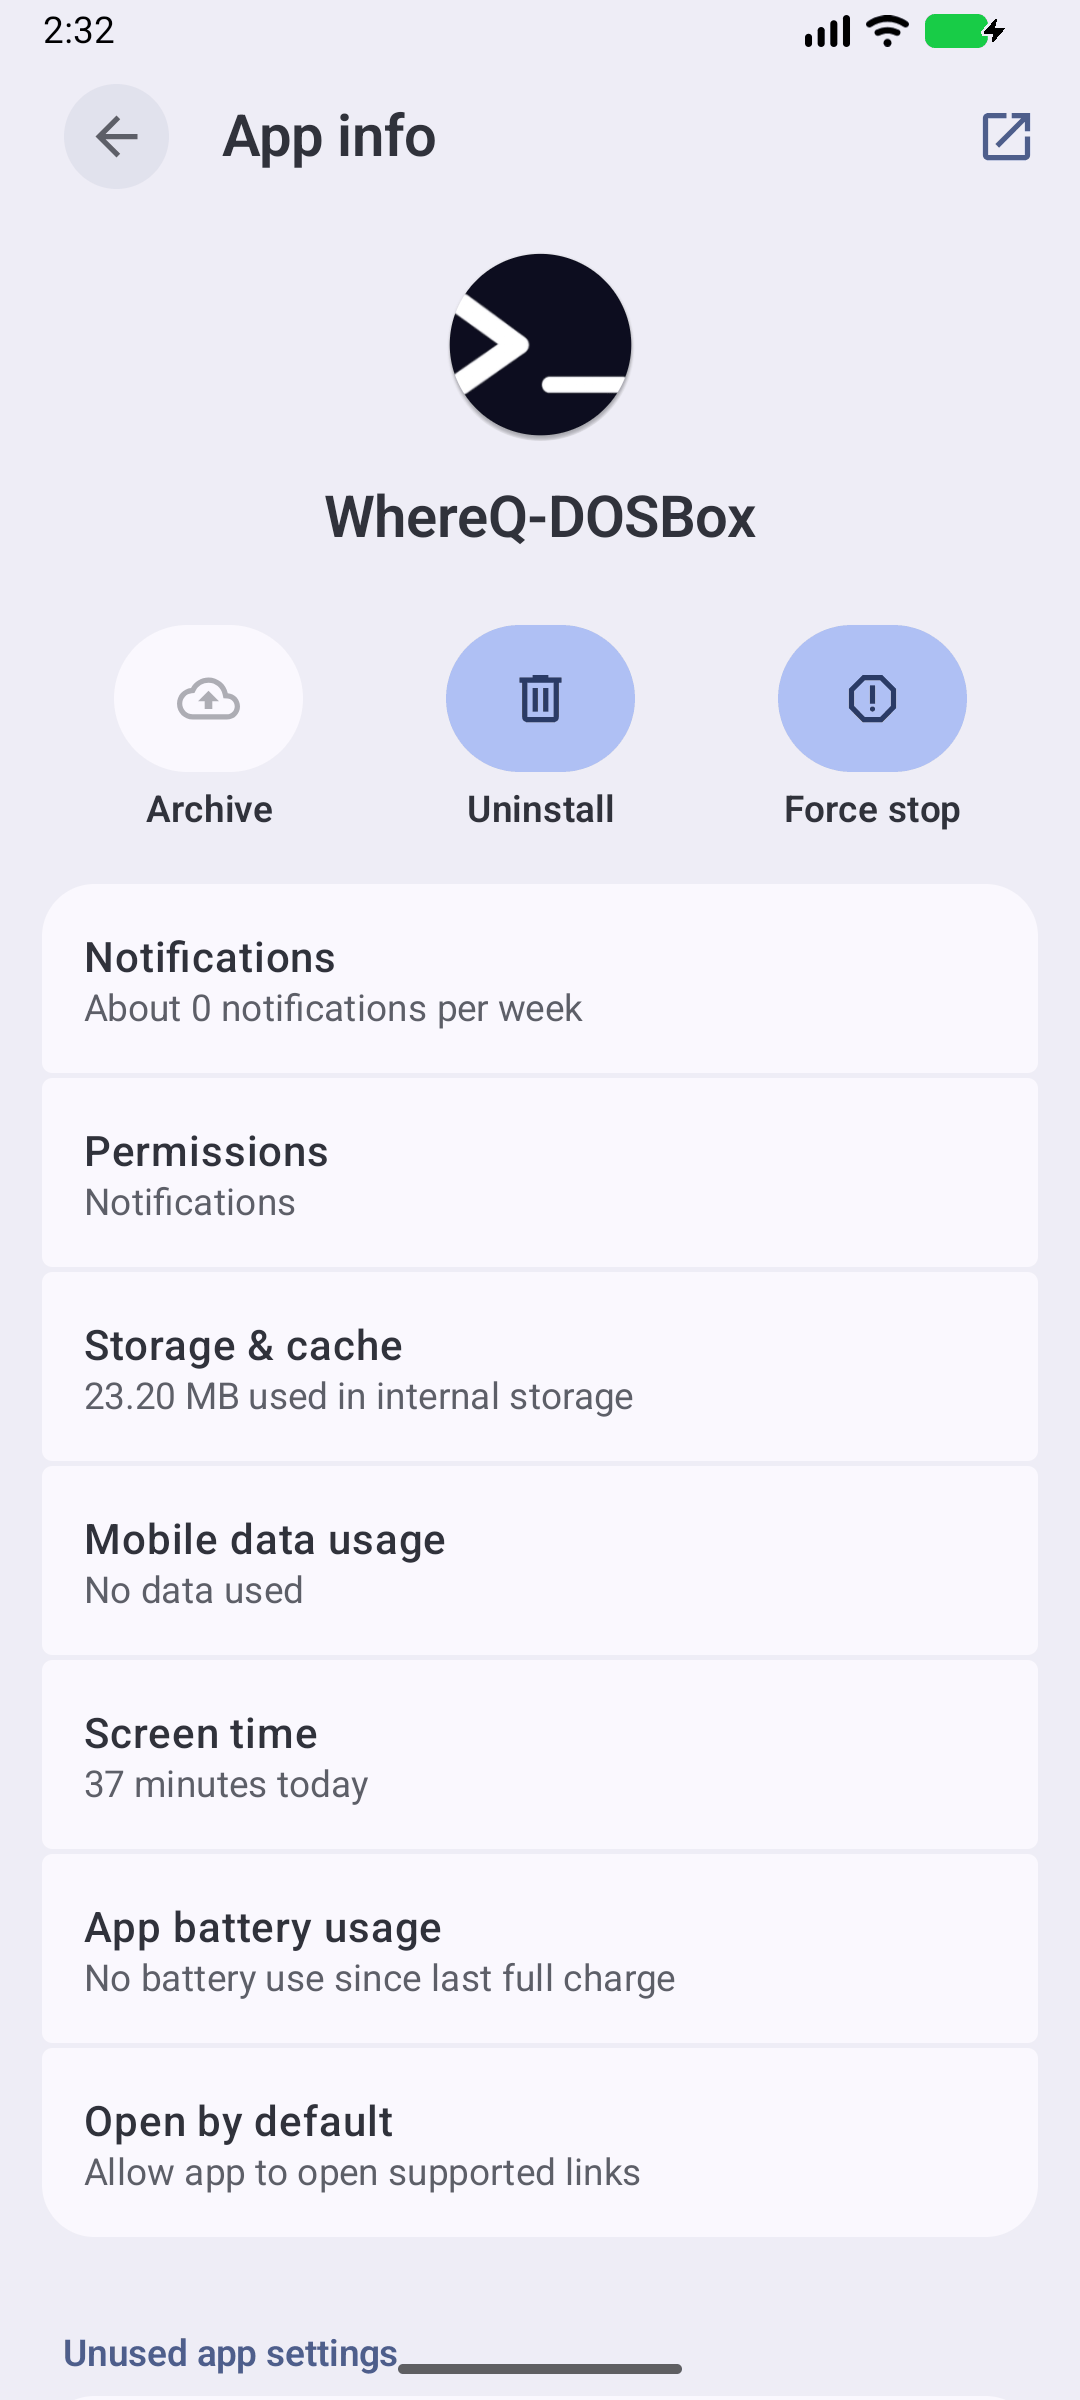 2:32
App info
WhereQ-DOSBox
Archive
Uninstall
Force stop
Notifications
About 0 notifications per week
Permissions
Notifications
Storage & cache
23.20 MB used in internal storage
Mobile data usage
No data used
Screen time
37 minutes today
App battery usage
No battery use since last full charge
Open by default
Allow app to open supported links
Unused app settings